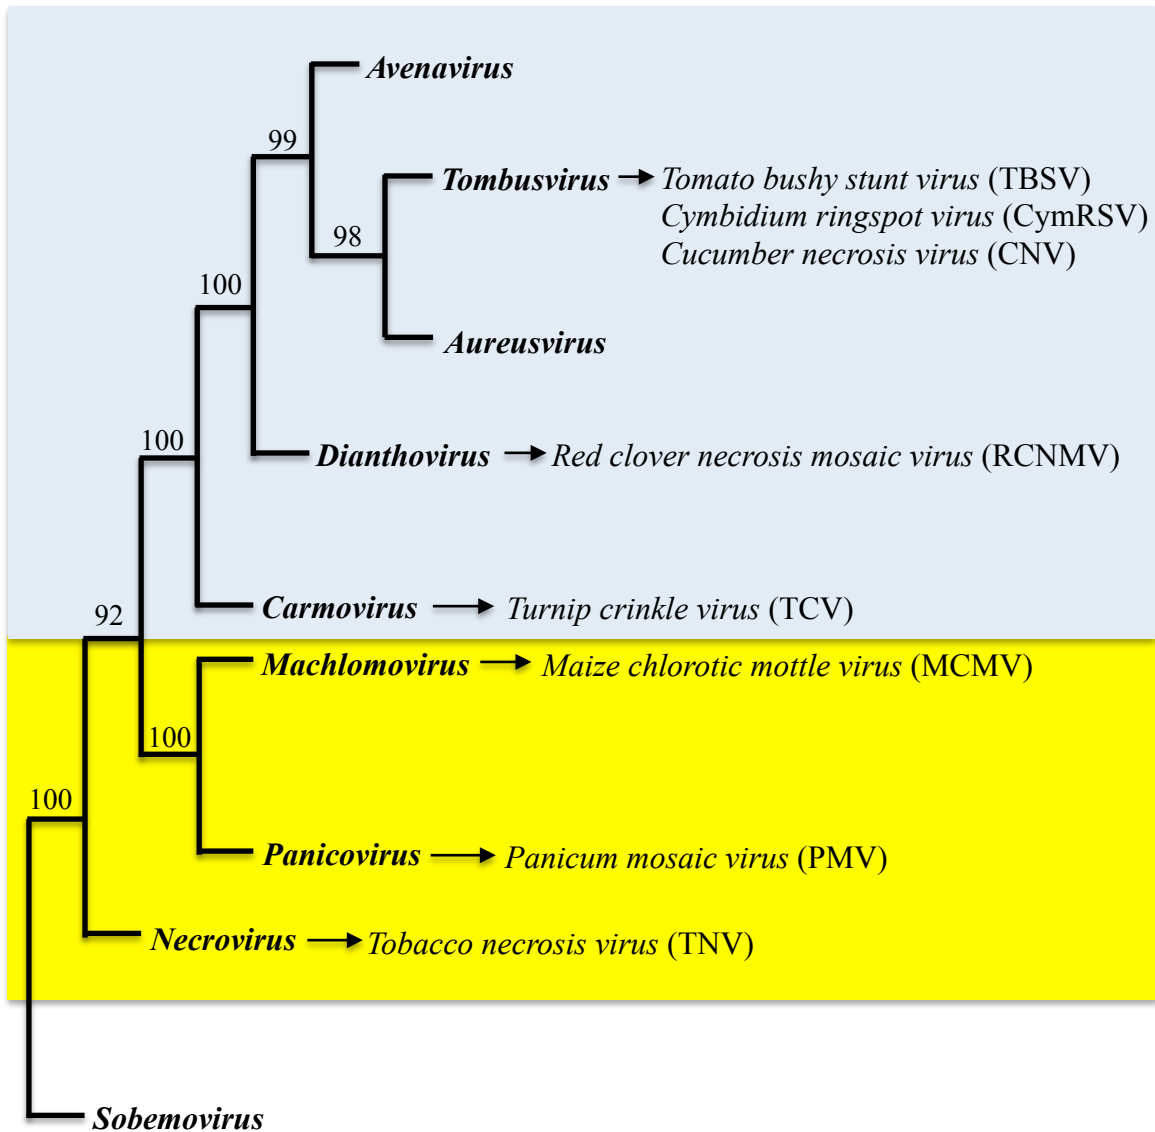 Avenavirus
99
Tombusvirus Tomato bushy stunt virus (TBSV)
Cymbidium ringspot virus (CymRSV)
98
Cucumber necrosis virus (CNV)
100
Aureusvirus
100
Dianthovirus Red clover necrosis mosaic virus (RCNMV)
Carmovirus Turnip crinkle virus (TCV)
92
Machlomovirus Maize chlorotic mottle virus (MCMV)
100
100
Panicovirus Panicum mosaic virus (PMV)
Necrovirus Tobacco necrosis virus (TNV)
Sobemovirus